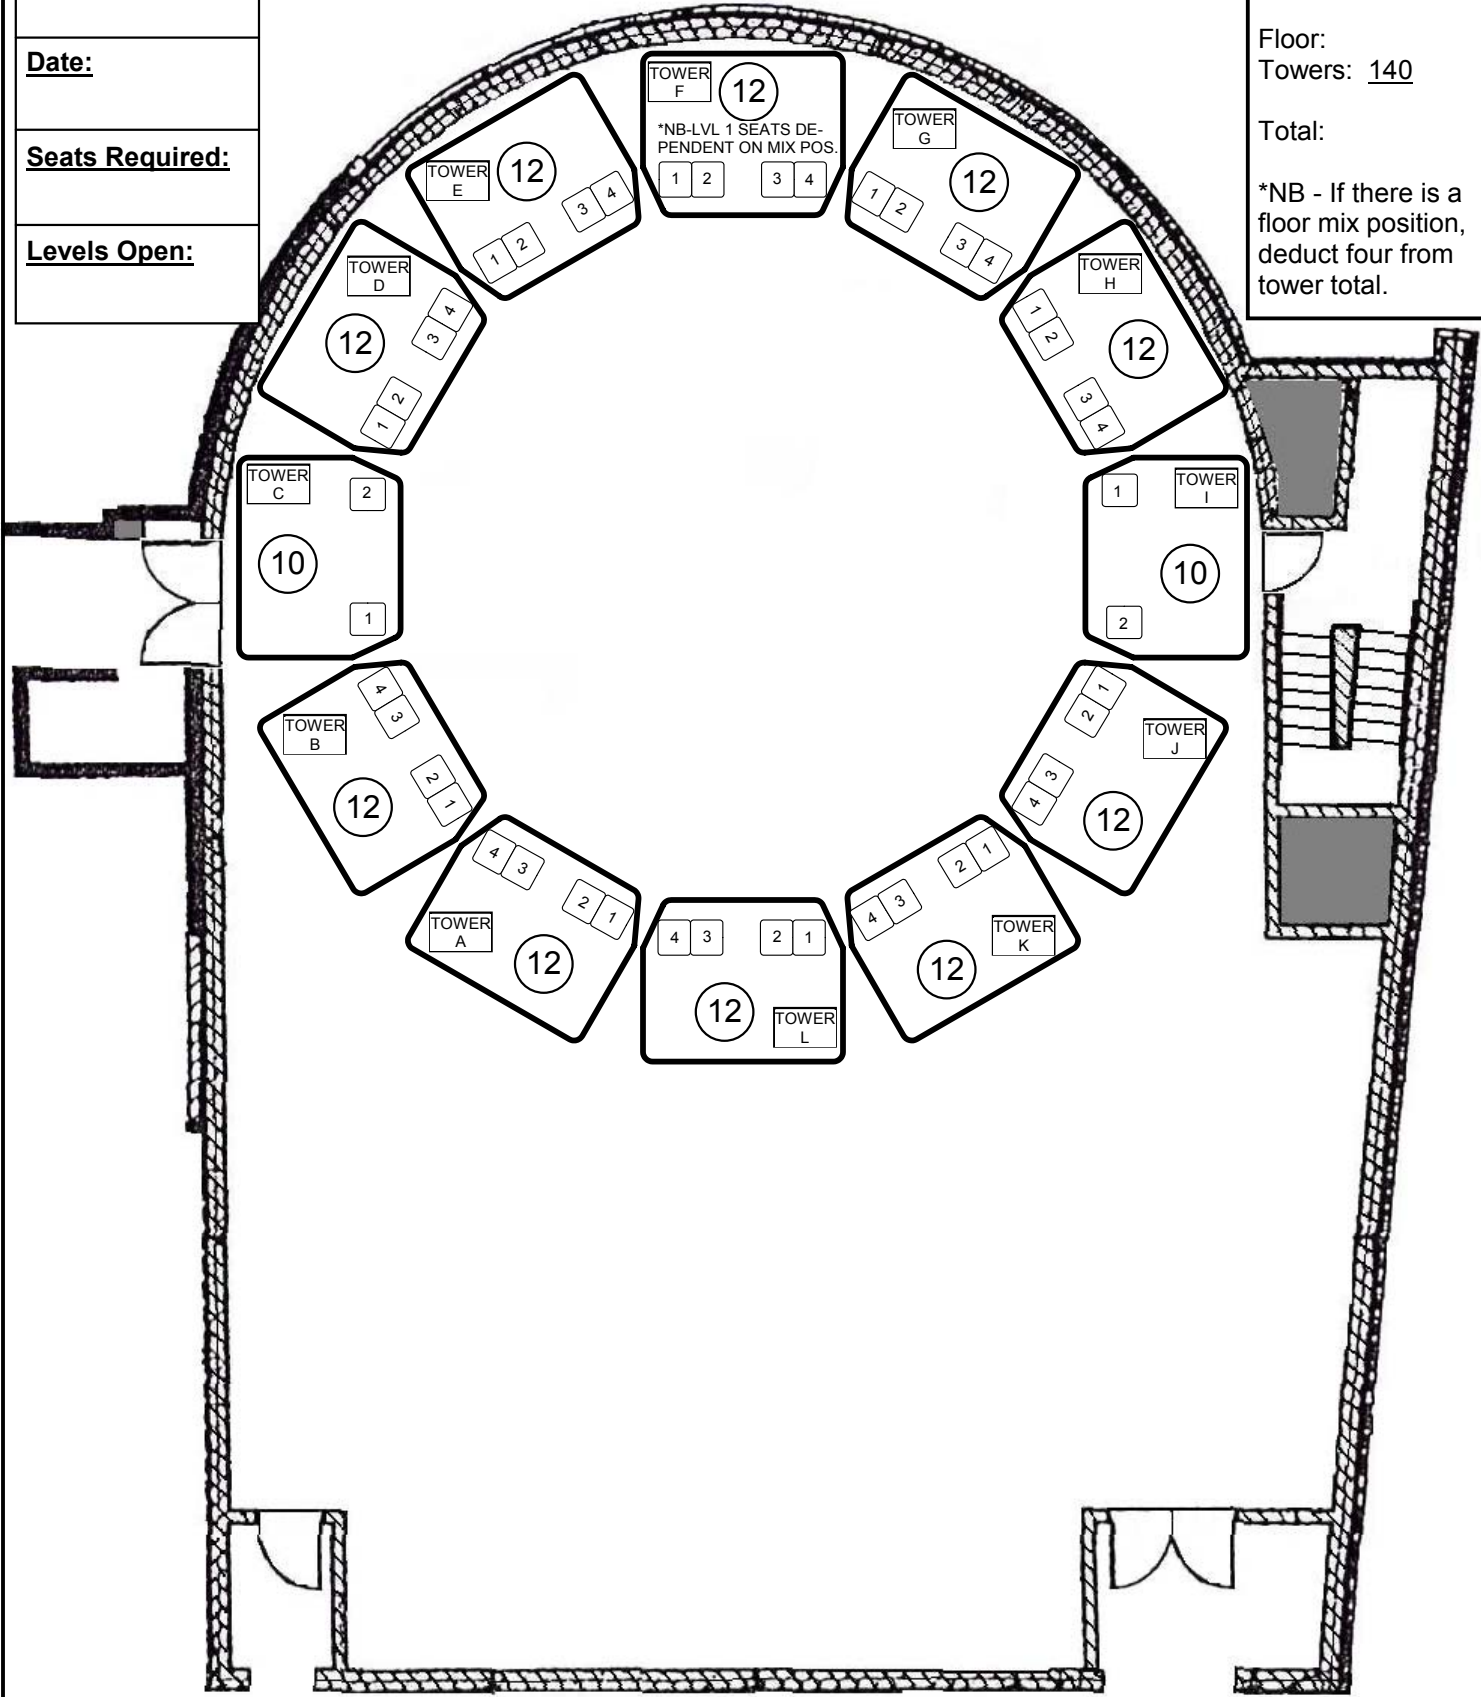 Date:
Seats Required:
Levels Open:
Floor:
Towers: 140
Total:
*NB - If there is a
floor mix position,
deduct four from
tower total.
TOWER
F
12
*NB-LVL 1 SEATS DE-
PENDENT ON MIX POS.
1 2 3 4
TOWER
E
12
1 2 3 4
TOWER
G
12
1 2 3 4
TOWER
D
12
1 2 3 4
TOWER
H
12
1 2 3 4
TOWER
C
10
2
1
TOWER
I
10
1
2
TOWER
B
12
4 3 2 1
TOWER
J
12
1 2 3 4
TOWER
A
12
4 3 2 1
TOWER
K
12
4 3 2 1
4 3 2 1
12
TOWER
L